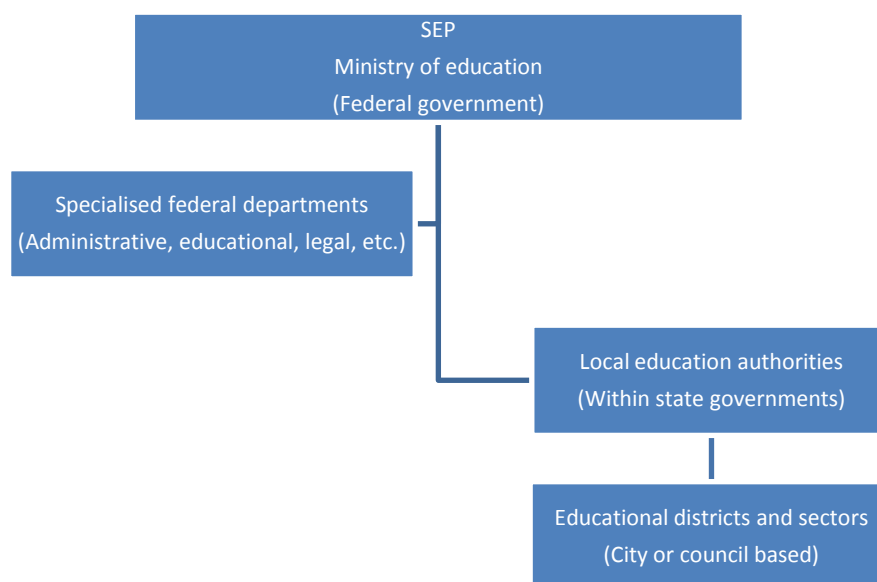 SEP
Ministry of education
(Federal government)
Specialised federal departments
(Administrative, educational, legal, etc.)
Local education authorities
(Within state governments)
Educational districts and sectors
(City or council based)